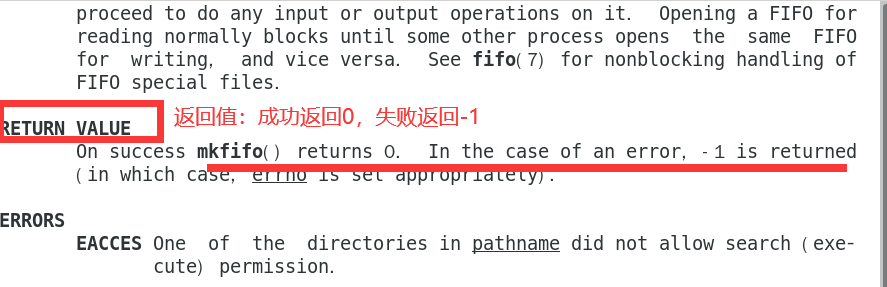 proceed to do any input or output operations on it. Opening a FIFO for
reading normally blocks until some other process opens the same FIFO
for writing, and vice versa. See fifo(7) for nonblocking handling of
FIFO special files.
返回值：成功返回0，失败返回-1
RETURN VALUE
On success mkfifo() returns 0. In the case of an error, -1 is returned
(in which case, errno is set appropriately).
ERRORS
EACCES One of the directories in pathname did not allow search (exe-
cute) permission.